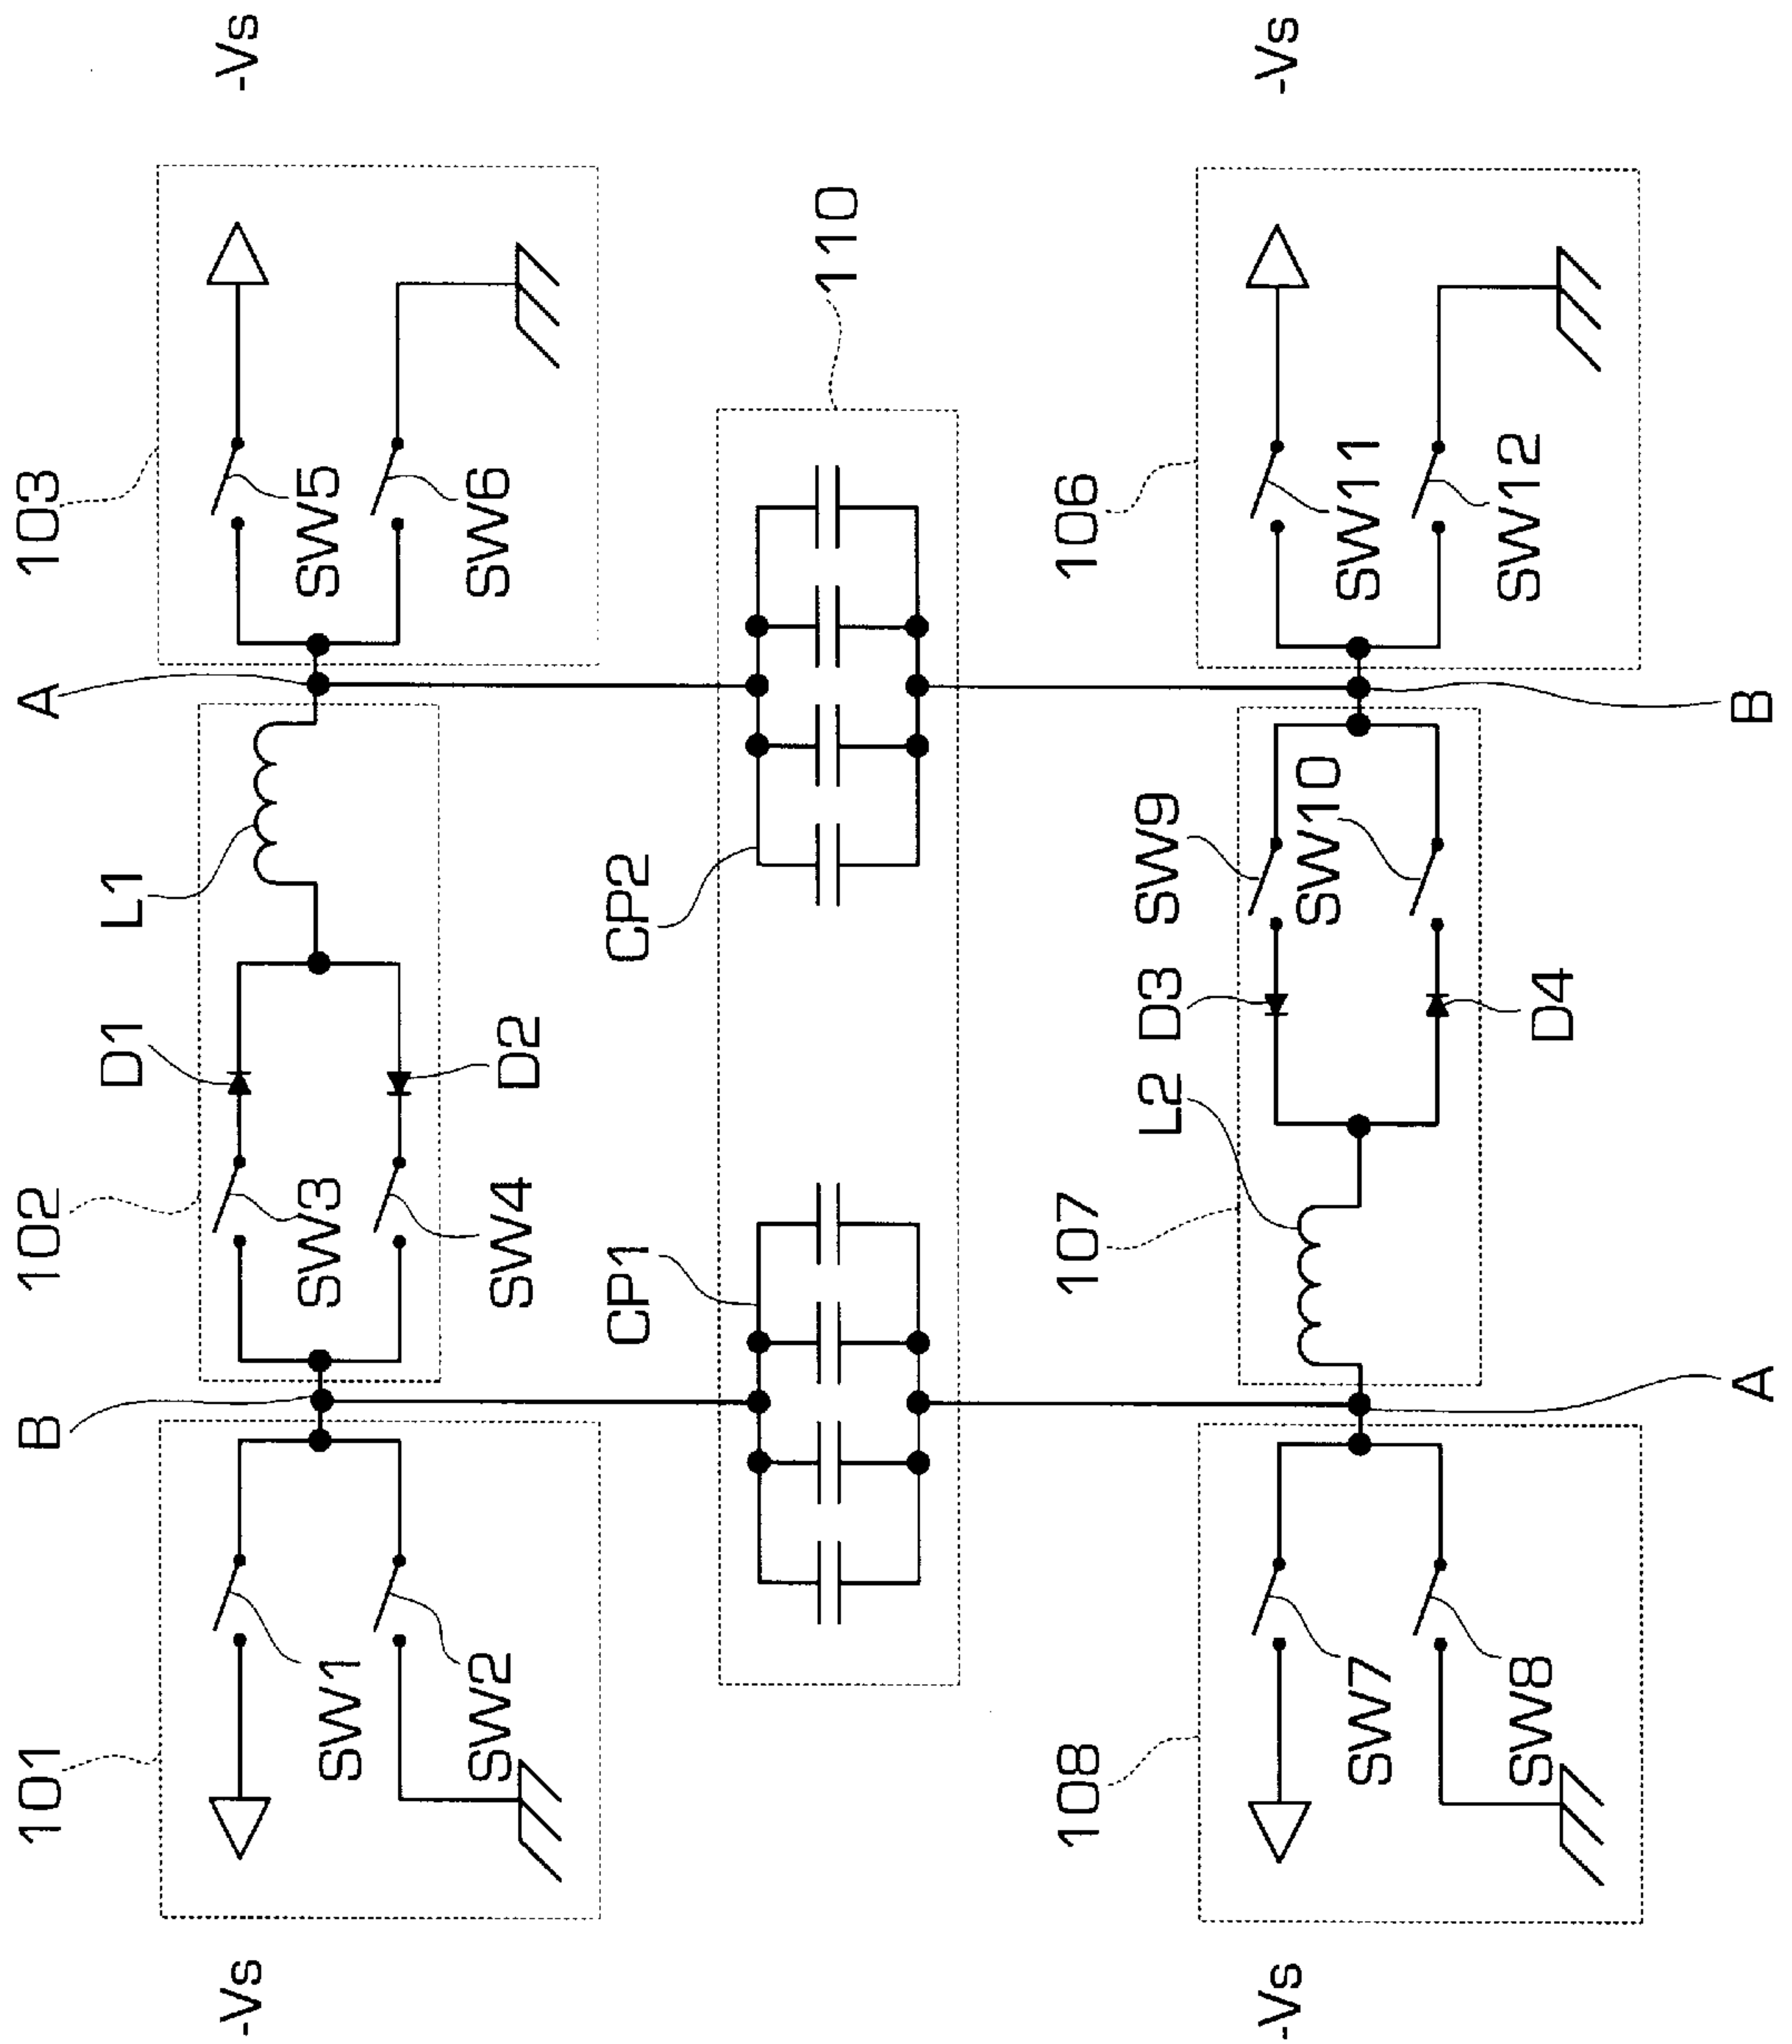 101
B
102
D1
L1
A
103
-Vs
SW1
SW2
SW3
SW4
D2
SW5
SW6
-Vs
CP1
CP2
110
108
107
L2
D3
SW9
106
-Vs
SW7
SW8
SW10
D4
SW11
SW12
-Vs
A
B